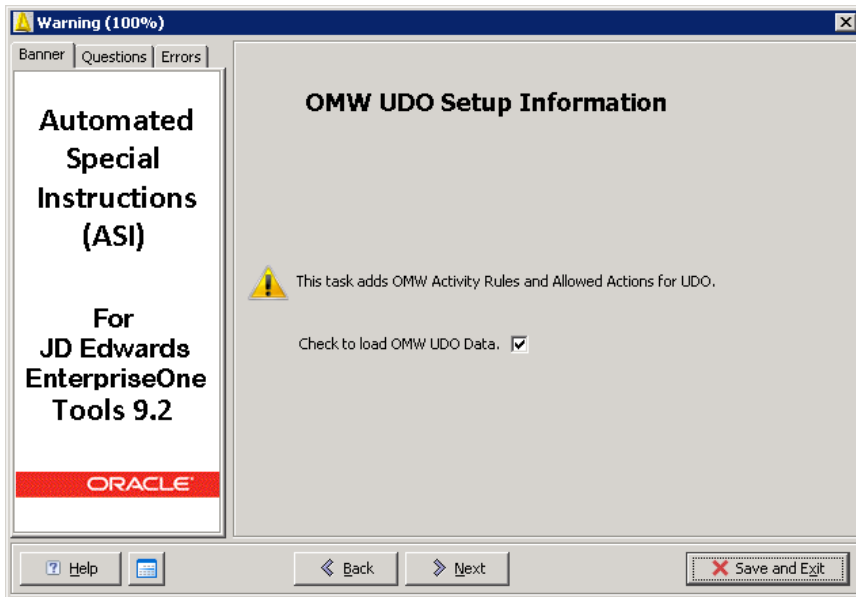 Warning (100%)
Banner Questions Errors
Automated
Special
Instructions
(ASI)
For
JD Edwards
EnterpriseOne
Tools 9.2
ORACLE
OMW UDO Setup Information
This task adds OMW Activity Rules and Allowed Actions for UDO.
Check to load OMW UDO Data.
Help
Back
Next
Save and Exit